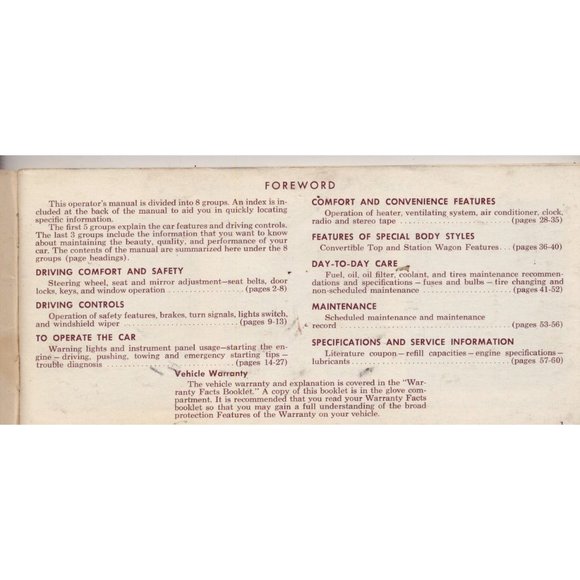 FOREWORD
This operator's manual is divided into 8 groups. An index is in-
cluded at the back of the manual to aid you in quickly locating
specific information.
The first 5 groups explain the car features and driving controls.
The last 3 groups include the information that you want to know
about maintaining the beauty, quality, and performance of your
car. The contents of the manual are summarized here under the 8
groups (page headings).
DRIVING COMFORT AND SAFETY
Steering wheel, seat and mirror adjustment—seat belts, door
locks, keys, and window operation ........................ (pages 2-8)
DRIVING CONTROLS
Operation of safety features, brakes, turn signals, lights switch,
and windshield wiper ........................ (pages 9-13)
TO OPERATE THE CAR
Warning lights and instrument panel usage—starting the en-
gine – driving, pushing, towing and emergency starting tips –
trouble diagnosis ........................ (pages 14-27)
COMFORT AND CONVENIENCE FEATURES
Operation of heater, ventilating system, air conditioner, clock,
radio and stereo tape ........................ (pages 28-35)
FEATURES OF SPECIAL BODY STYLES
Convertible Top and Station Wagon Features... (pages 36-40)
DAY-TO-DAY CARE
Fuel, oil, oil filter, coolant, and tires maintenance recommen-
dations and specifications – fuses and bulbs – tire changing and
non-scheduled maintenance ........................ (pages 41-52)
MAINTENANCE
Scheduled maintenance and maintenance
record ........................ (pages 53-56)
SPECIFICATIONS AND SERVICE INFORMATION
Literature coupon – refill capacities – engine specifications –
lubricants ........................ (pages 57-60)
Vehicle Warranty
The vehicle warranty and explanation is covered in the "War-
ranty Facts Booklet." A copy of this booklet is in the glove com-
partment. It is recommended that you read your Warranty Facts
booklet so that you may gain a full understanding of the broad
protection Features of the Warranty on your vehicle.